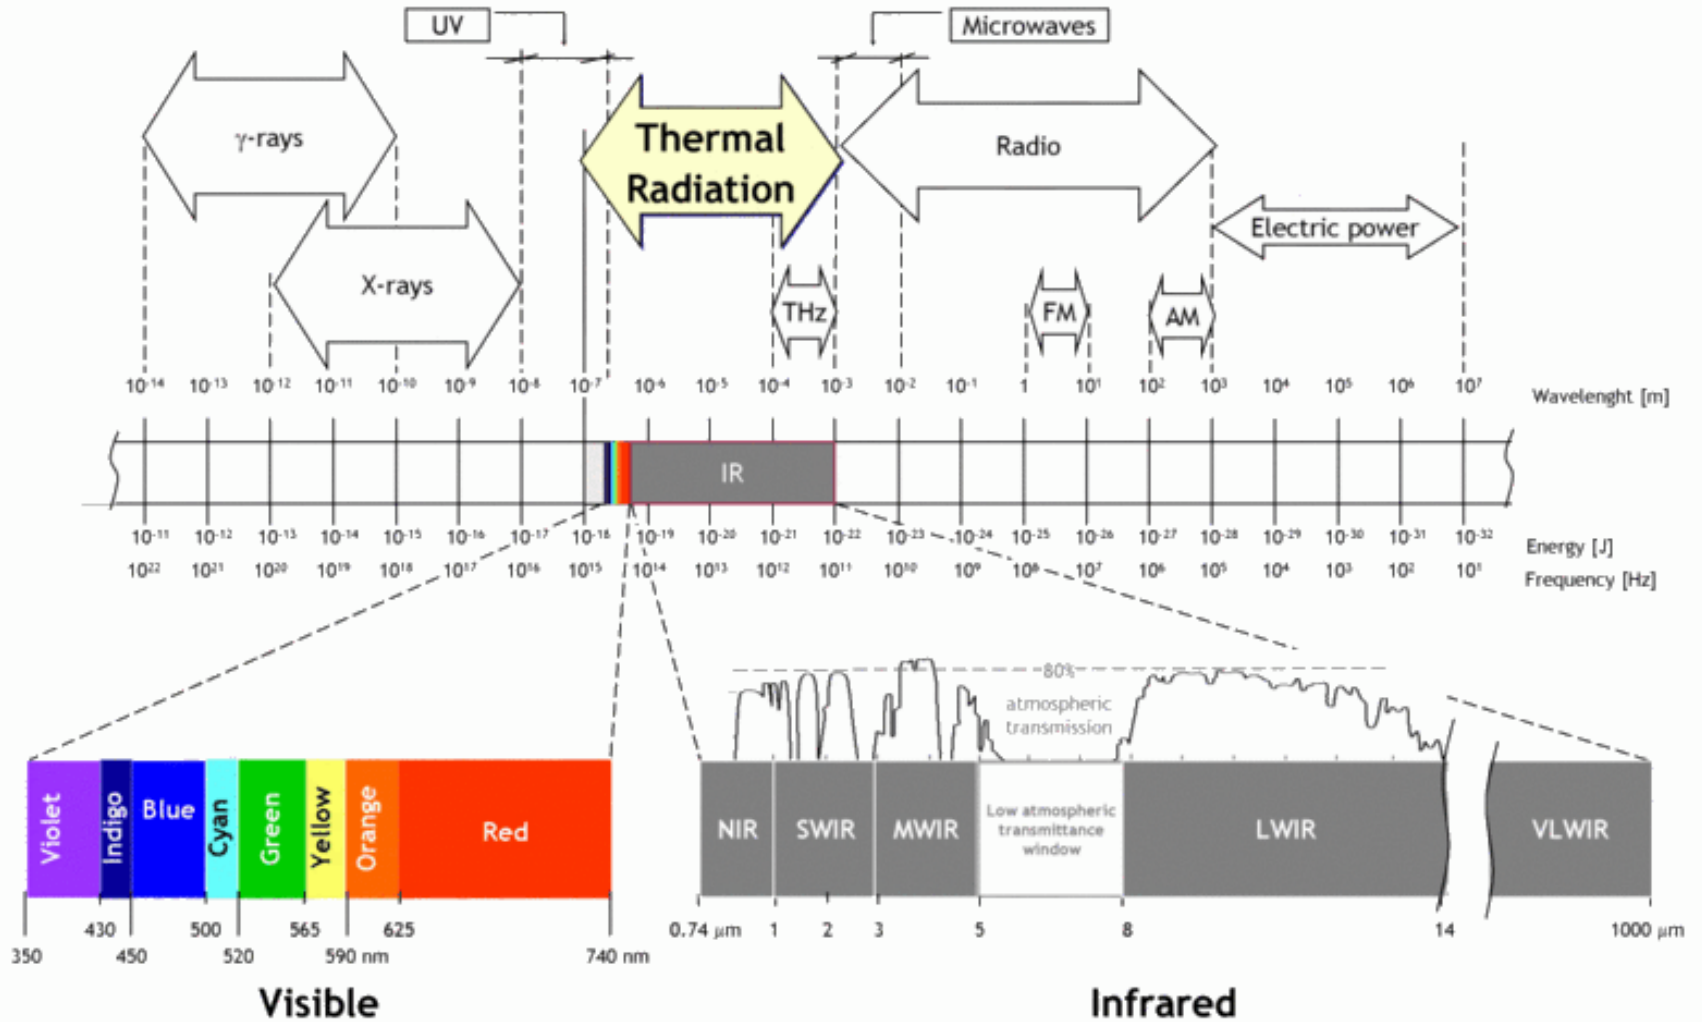 UV
Microwaves
γ-rays
Thermal
Radiation
Radio
Electric power
X-rays
THz
FM
AM
10-14 10-13 10-12 10-11 10-10 10-9 10-8 10-7 10-6 10-5 10-4 10-3 10-2 10-1 1 10¹ 10² 10³ 10⁴ 10⁵ 10⁶ 10⁷
Wavelenght [m]
IR
10-11 10-12 10-13 10-14 10-15 10-16 10-17 10-18 10-19 10-20 10-21 10-22 10-23 10-24 10-25 10-26 10-27 10-28 10-29 10-30 10-31 10-32
Energy [J]
10²² 10²¹ 10²⁰ 10¹⁹ 10¹⁸ 10¹⁷ 10¹⁶ 10¹⁵ 10¹⁴ 10¹³ 10¹² 10¹¹ 10¹⁰ 10⁹ 10⁸ 10⁷ 10⁶ 10⁵ 10⁴ 10³ 10² 10¹
Frequency [Hz]
80%
atmospheric
transmission
Violet
Indigo
Blue
Cyan
Green
Yellow
Orange
Red
NIR
SWIR
MWIR
Low atmospheric
transmittance
window
LWIR
VLWIR
430 500 565 625
350 450 520 590 nm 740 nm
0.74 μm 1 2 3 5 8 14 1000 μm
Visible
Infrared